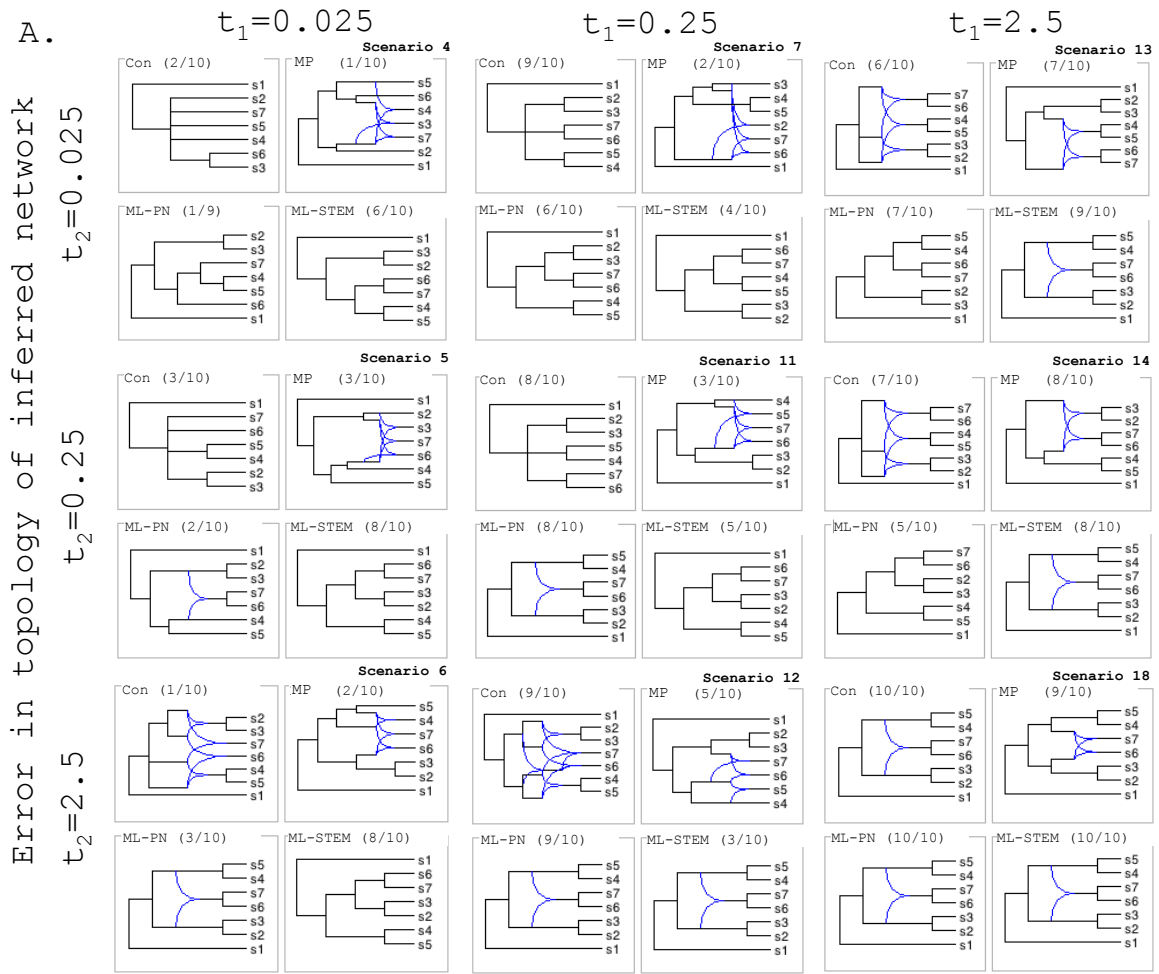 A.
t1=0.025
t1=0.25
t1=2.5
Error in topology of inferred network
t2=0.025
t2=0.25
t2=2.5
Scenario 4
Con (2/10)
s1
s2
s7
s5
s4
s6
s3
MP (1/10)
s5
s6
s4
s3
s7
s2
s1
ML-PN (1/9)
s2
s3
s7
s4
s5
s6
s1
ML-STEM (6/10)
s1
s3
s2
s6
s7
s4
s5
Scenario 7
Con (9/10)
s1
s2
s3
s7
s6
s5
s4
MP (2/10)
s3
s4
s5
s2
s7
s6
s1
ML-PN (6/10)
s1
s2
s3
s7
s6
s4
s5
ML-STEM (4/10)
s1
s6
s7
s4
s5
s3
s2
Scenario 13
Con (6/10)
s7
s6
s4
s5
s3
s2
s1
MP (7/10)
s1
s2
s3
s4
s5
s6
s7
ML-PN (7/10)
s5
s4
s6
s7
s2
s3
s1
ML-STEM (9/10)
s5
s4
s7
s6
s3
s2
s1
Scenario 5
Con (3/10)
s1
s7
s6
s5
s4
s2
s3
MP (3/10)
s1
s2
s3
s7
s6
s4
s5
ML-PN (2/10)
s1
s2
s3
s7
s6
s4
s5
ML-STEM (8/10)
s1
s6
s7
s3
s2
s4
s5
Scenario 11
Con (8/10)
s1
s2
s3
s5
s4
s7
s6
MP (3/10)
s4
s5
s7
s6
s3
s2
s1
ML-PN (8/10)
s5
s4
s7
s6
s3
s2
s1
ML-STEM (5/10)
s1
s6
s7
s3
s2
s4
s5
Scenario 14
Con (7/10)
s7
s6
s4
s5
s3
s2
s1
MP (8/10)
s3
s2
s7
s6
s4
s5
s1
ML-PN (5/10)
s7
s6
s2
s3
s4
s5
s1
ML-STEM (8/10)
s5
s4
s7
s6
s3
s2
s1
Scenario 6
Con (1/10)
s2
s3
s7
s6
s4
s5
s1
MP (2/10)
s5
s4
s7
s6
s3
s2
s1
ML-PN (3/10)
s5
s4
s7
s6
s3
s2
s1
ML-STEM (8/10)
s1
s6
s7
s3
s2
s4
s5
Scenario 12
Con (9/10)
s1
s2
s3
s7
s6
s4
s5
MP (5/10)
s1
s2
s3
s7
s6
s5
s4
ML-PN (9/10)
s5
s4
s7
s6
s3
s2
s1
ML-STEM (3/10)
s5
s4
s7
s6
s3
s2
s1
Scenario 18
Con (10/10)
s5
s4
s7
s6
s3
s2
s1
MP (9/10)
s5
s4
s7
s6
s3
s2
s1
ML-PN (10/10)
s5
s4
s7
s6
s3
s2
s1
ML-STEM (10/10)
s5
s4
s7
s6
s3
s2
s1